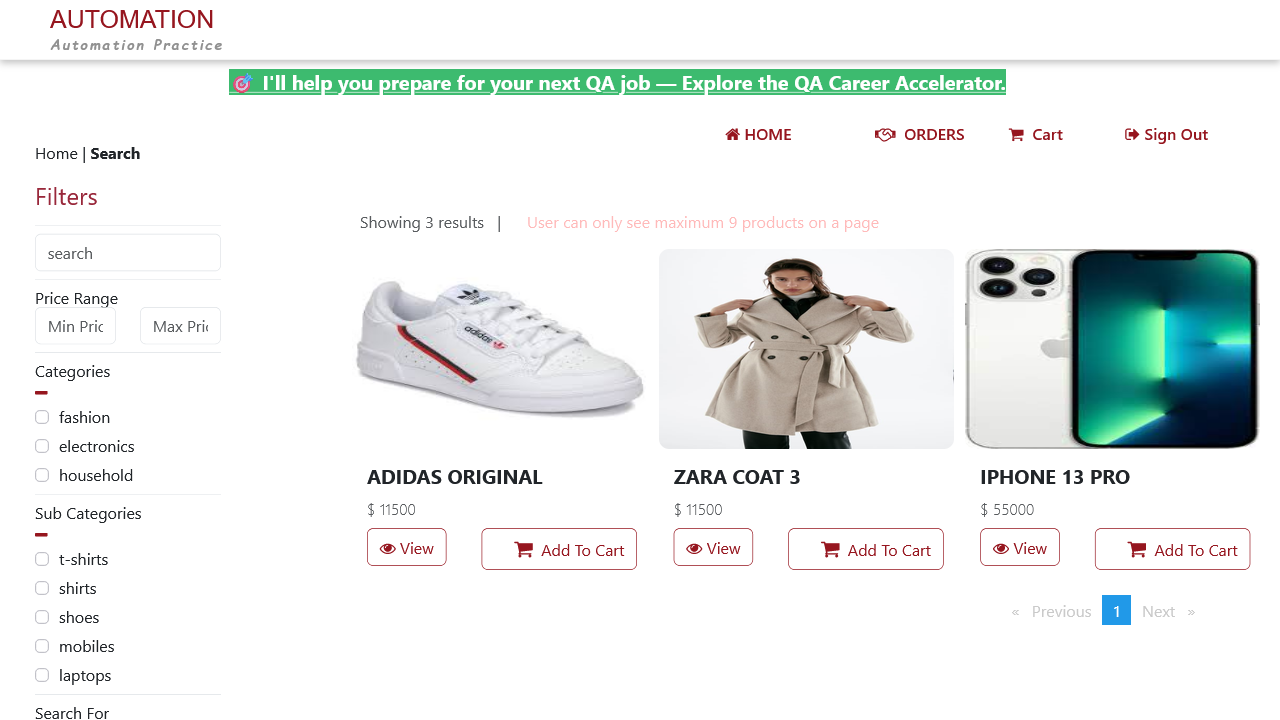 AUTOMATION
Automation Practice
🎯 I'll help you prepare for your next QA job — Explore the QA Career Accelerator.
HOME
ORDERS
Cart
Sign Out
Home | Search
Filters
search
Price Range
Min Pric
Max Pric
Categories
fashion
electronics
household
Sub Categories
t-shirts
shirts
shoes
mobiles
laptops
Search For
Showing 3 results |
User can only see maximum 9 products on a page
adidas
adidas
ADIDAS ORIGINAL
$ 11500
View
Add To Cart
ZARA COAT 3
$ 11500
View
Add To Cart
IPHONE 13 PRO
$ 55000
View
Add To Cart
« Previous
1
Next »